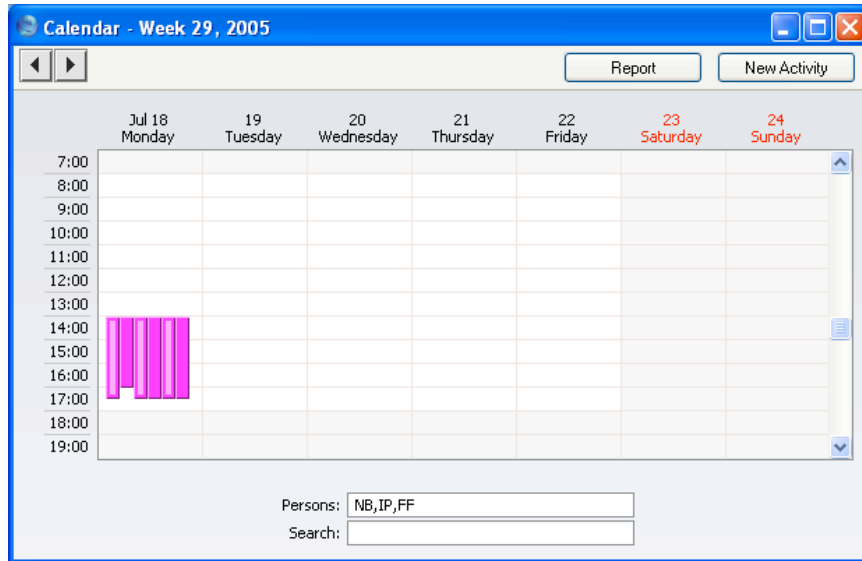 Calendar - Week 29, 2005
Report New Activity
Jul 18 19 20 21 22 23 24
Monday Tuesday Wednesday Thursday Friday Saturday Sunday
7:00
8:00
9:00
10:00
11:00
12:00
13:00
14:00
15:00
16:00
17:00
18:00
19:00
Persons: NB,IP,FF
Search: